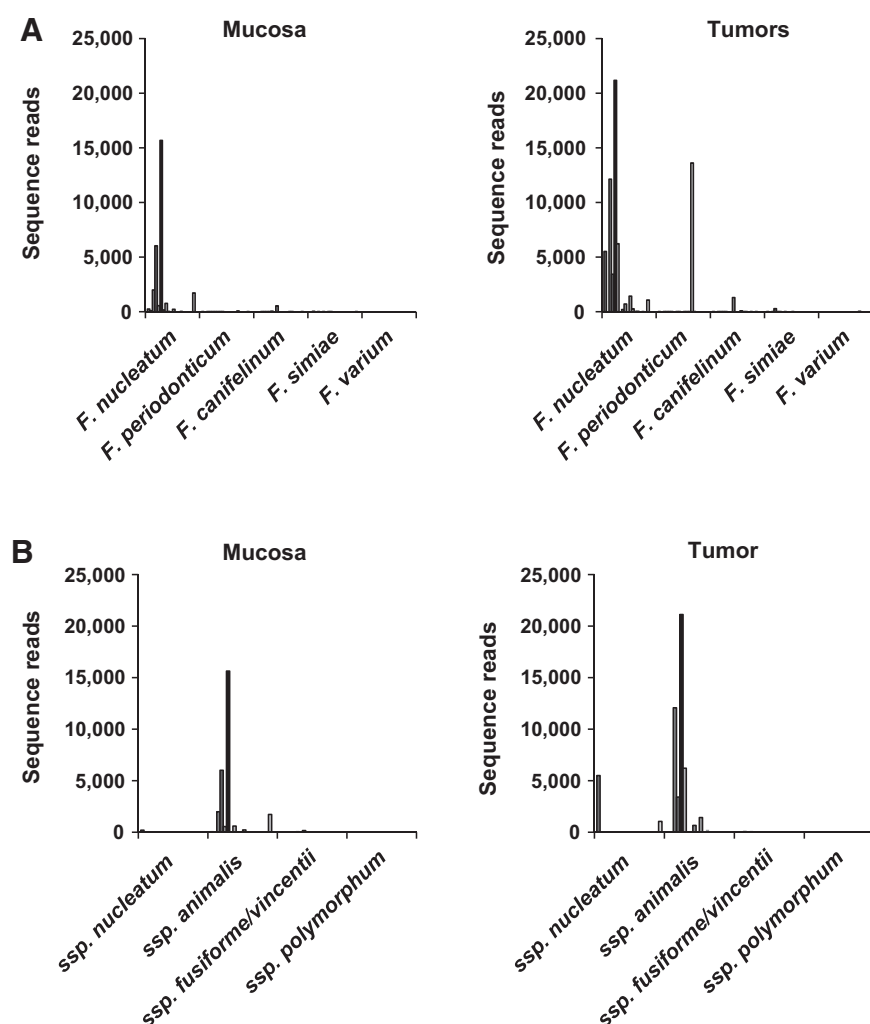 A
Mucosa
Sequence reads
25,000
20,000
15,000
10,000
5,000
0
F. nucleatum
F. periodonticum
F. canifelinum
F. simiae
F. varium
Tumors
Sequence reads
25,000
20,000
15,000
10,000
5,000
0
F. nucleatum
F. periodonticum
F. canifelinum
F. simiae
F. varium
B
Mucosa
Sequence reads
25,000
20,000
15,000
10,000
5,000
0
ssp. nucleatum
ssp. animalis
ssp. fusiforme/vincentii
ssp. polymorphum
Tumor
Sequence reads
25,000
20,000
15,000
10,000
5,000
0
ssp. nucleatum
ssp. animalis
ssp. fusiforme/vincentii
ssp. polymorphum